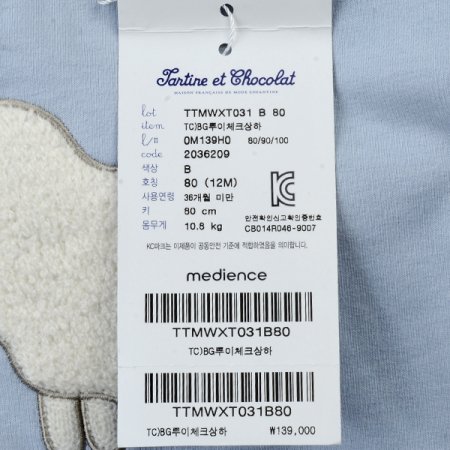 Tartine et Chocolat
MAISON FRANÇAISE DE MODE ENFANTINE
lot TTMWXT031 B 80
item TC)BG루이체크상하
l/n 0M139H0 80/90/100
code 2036209
색상 B
호칭 80 (12M)
사용연령 36개월 미만
키 80 cm
몸무게 10.8 kg
안전확인신고확인증번호
CB014R046-9007
KC마크는 이제품이 공동안전 기준에 적합하였음을 의미합니다.
medience
TTMWXT031B80
TC)BG루이체크상하
TTMWXT031B80
TC)BG루이체크상하 ₩139,000